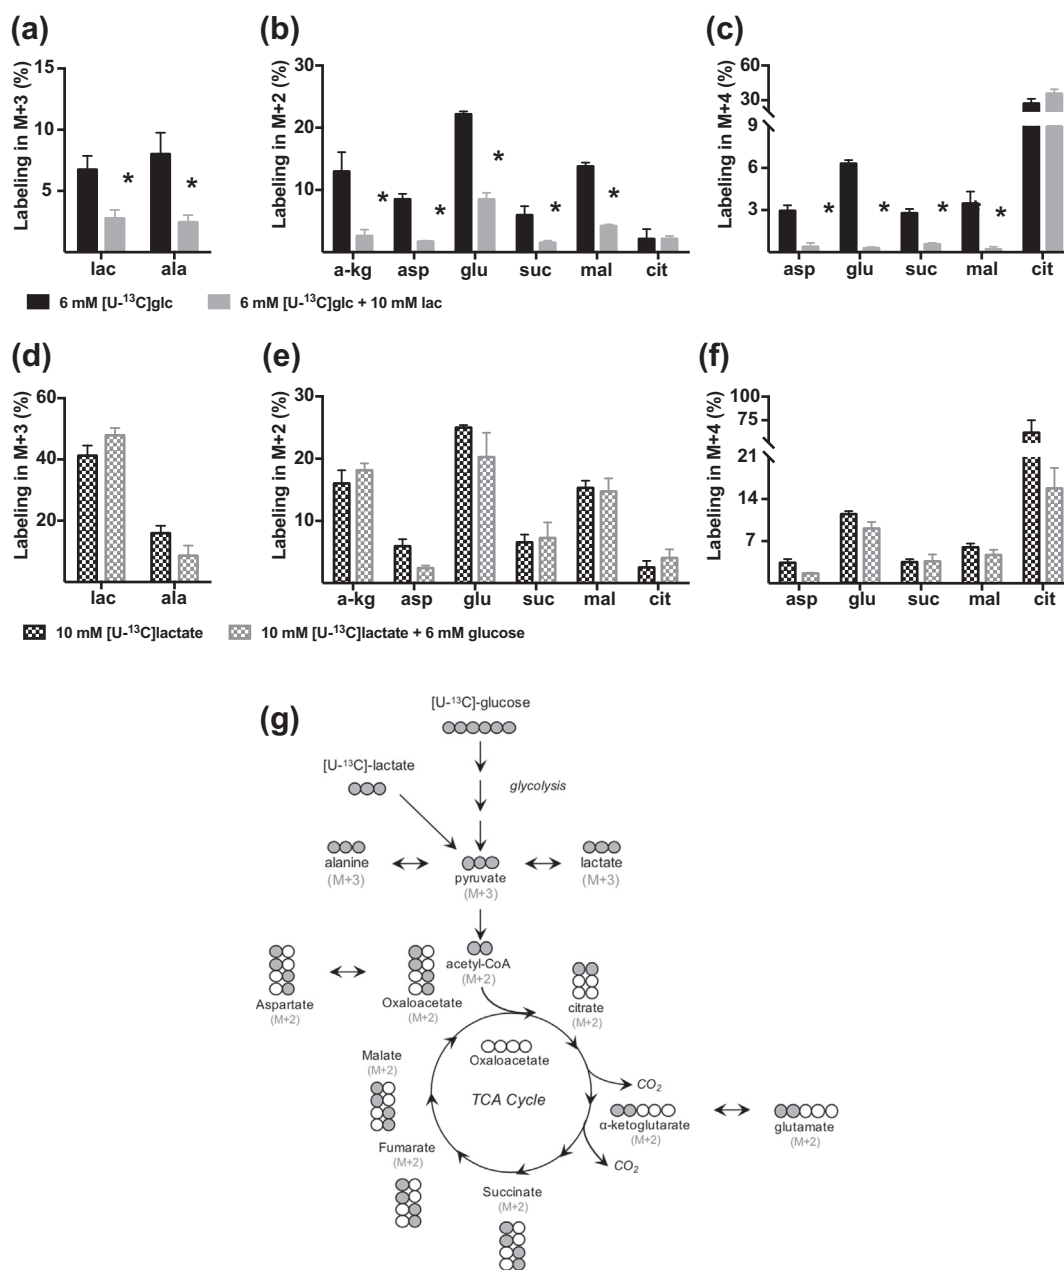 (a)
Labeling in M+3 (%)
15
10
5
*
*
lac ala
(b)
Labeling in M+2 (%)
30
20
10
*
*
*
*
*
a-kg asp glu suc mal cit
(c)
Labeling in M+4 (%)
60
30
9
6
3
*
*
*
*
asp glu suc mal cit
6 mM [U-¹³C]glc 6 mM [U-¹³C]glc + 10 mM lac
(d)
Labeling in M+3 (%)
60
40
20
lac ala
(e)
Labeling in M+2 (%)
30
20
10
a-kg asp glu suc mal cit
(f)
Labeling in M+4 (%)
100
75
21
14
7
asp glu suc mal cit
10 mM [U-¹³C]lactate 10 mM [U-¹³C]lactate + 6 mM glucose
(g)
[U-¹³C]-glucose
[U-¹³C]-lactate
glycolysis
alanine
(M+3)
pyruvate
(M+3)
lactate
(M+3)
acetyl-CoA
(M+2)
Aspartate
(M+2)
Oxaloacetate
(M+2)
citrate
(M+2)
Oxaloacetate
TCA Cycle
Malate
(M+2)
CO₂
α-ketoglutarate
(M+2)
glutamate
(M+2)
Fumarate
(M+2)
CO₂
Succinate
(M+2)